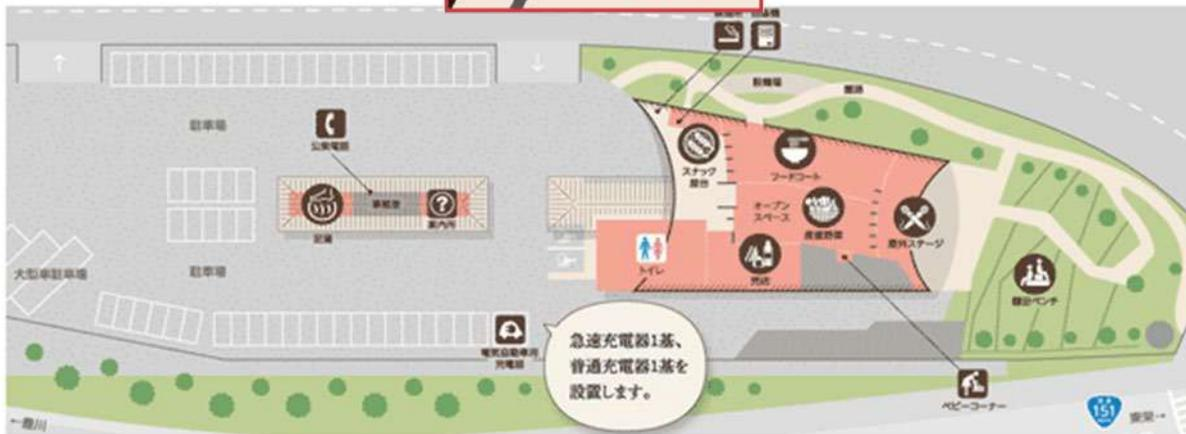 駐車場
公衆電話
足湯
事務室
案内所
大型車駐車場
駐車場
電気自動車用
充電器
急速充電器1基、
普通充電器1基を
設置します。
スナック
屋台
フードコート
オープン
スペース
産直野菜
屋外ステージ
トイレ
売店
棚田ベンチ
ベビーコーナー
←豊川
151
東栄→